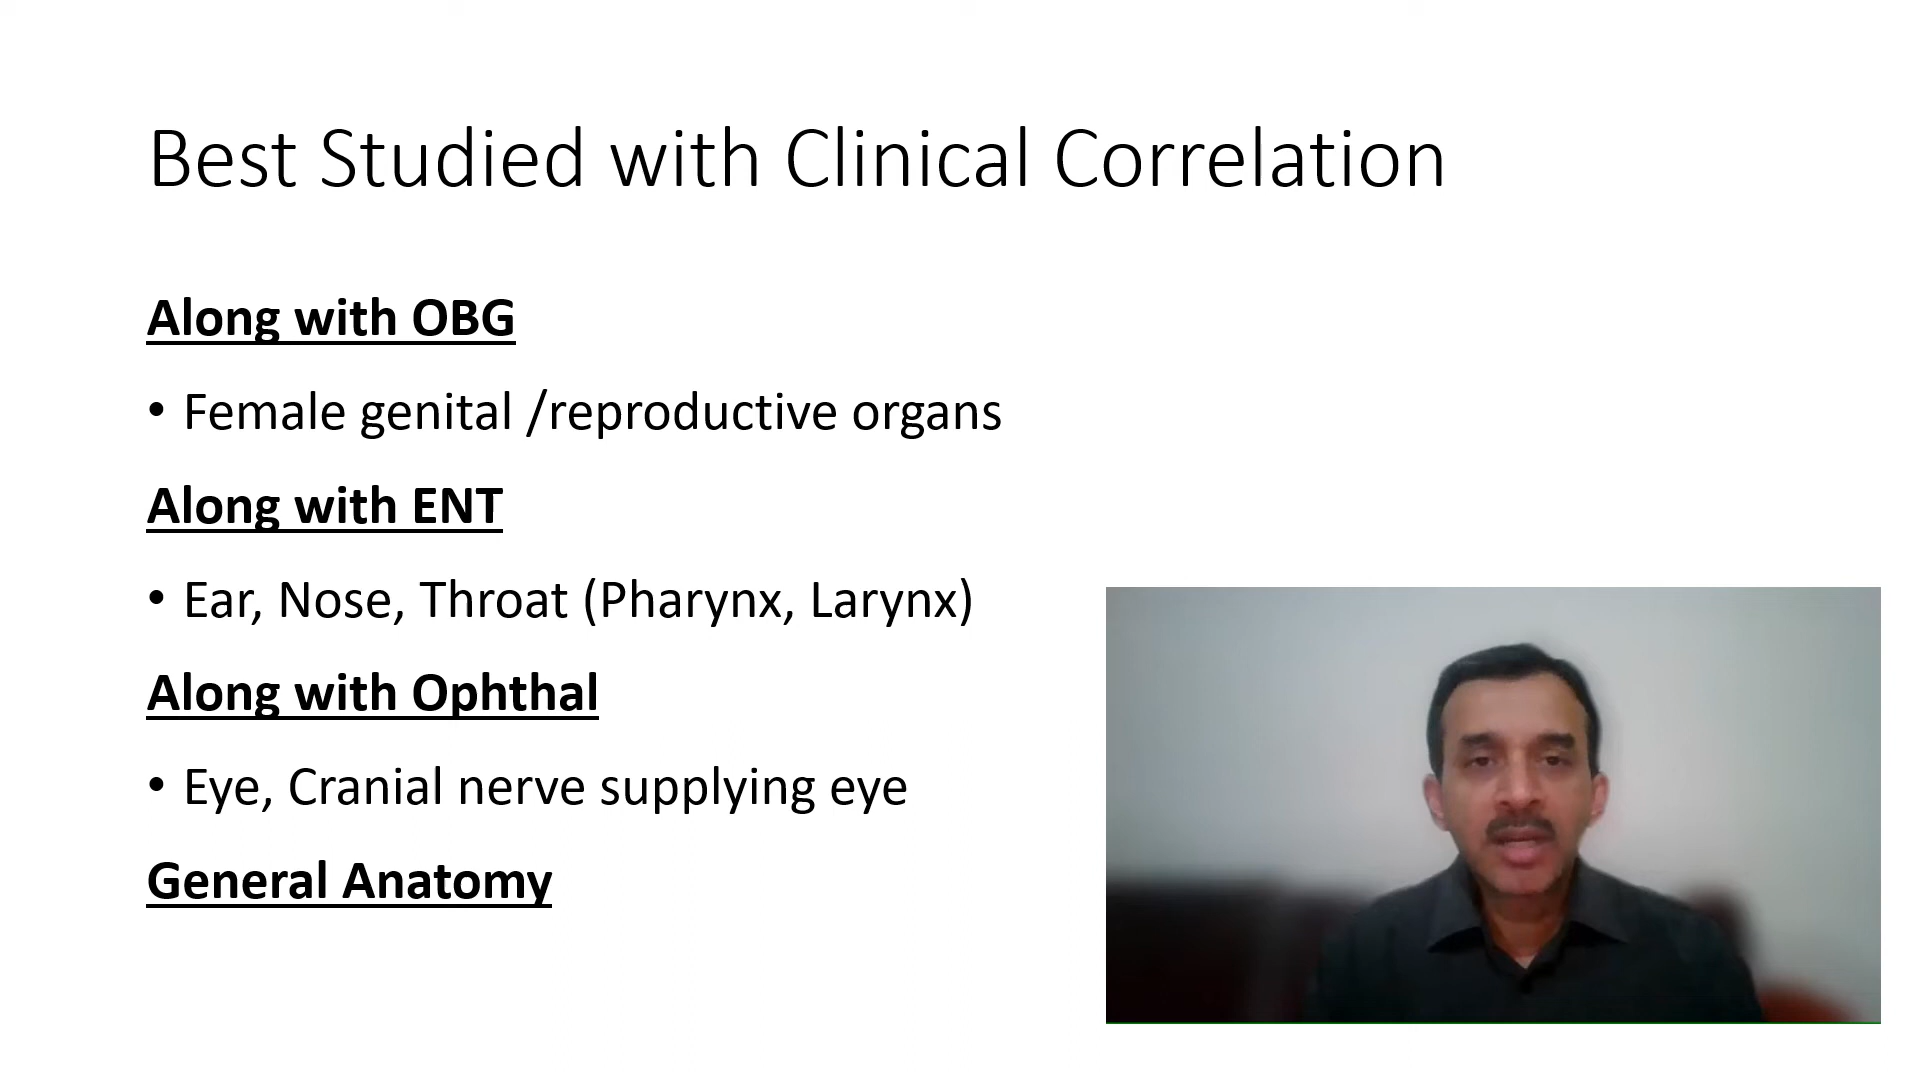 Best Studied with Clinical Correlation
Along with OBG
• Female genital /reproductive organs
Along with ENT
• Ear, Nose, Throat (Pharynx, Larynx)
Along with Ophthal
• Eye, Cranial nerve supplying eye
General Anatomy